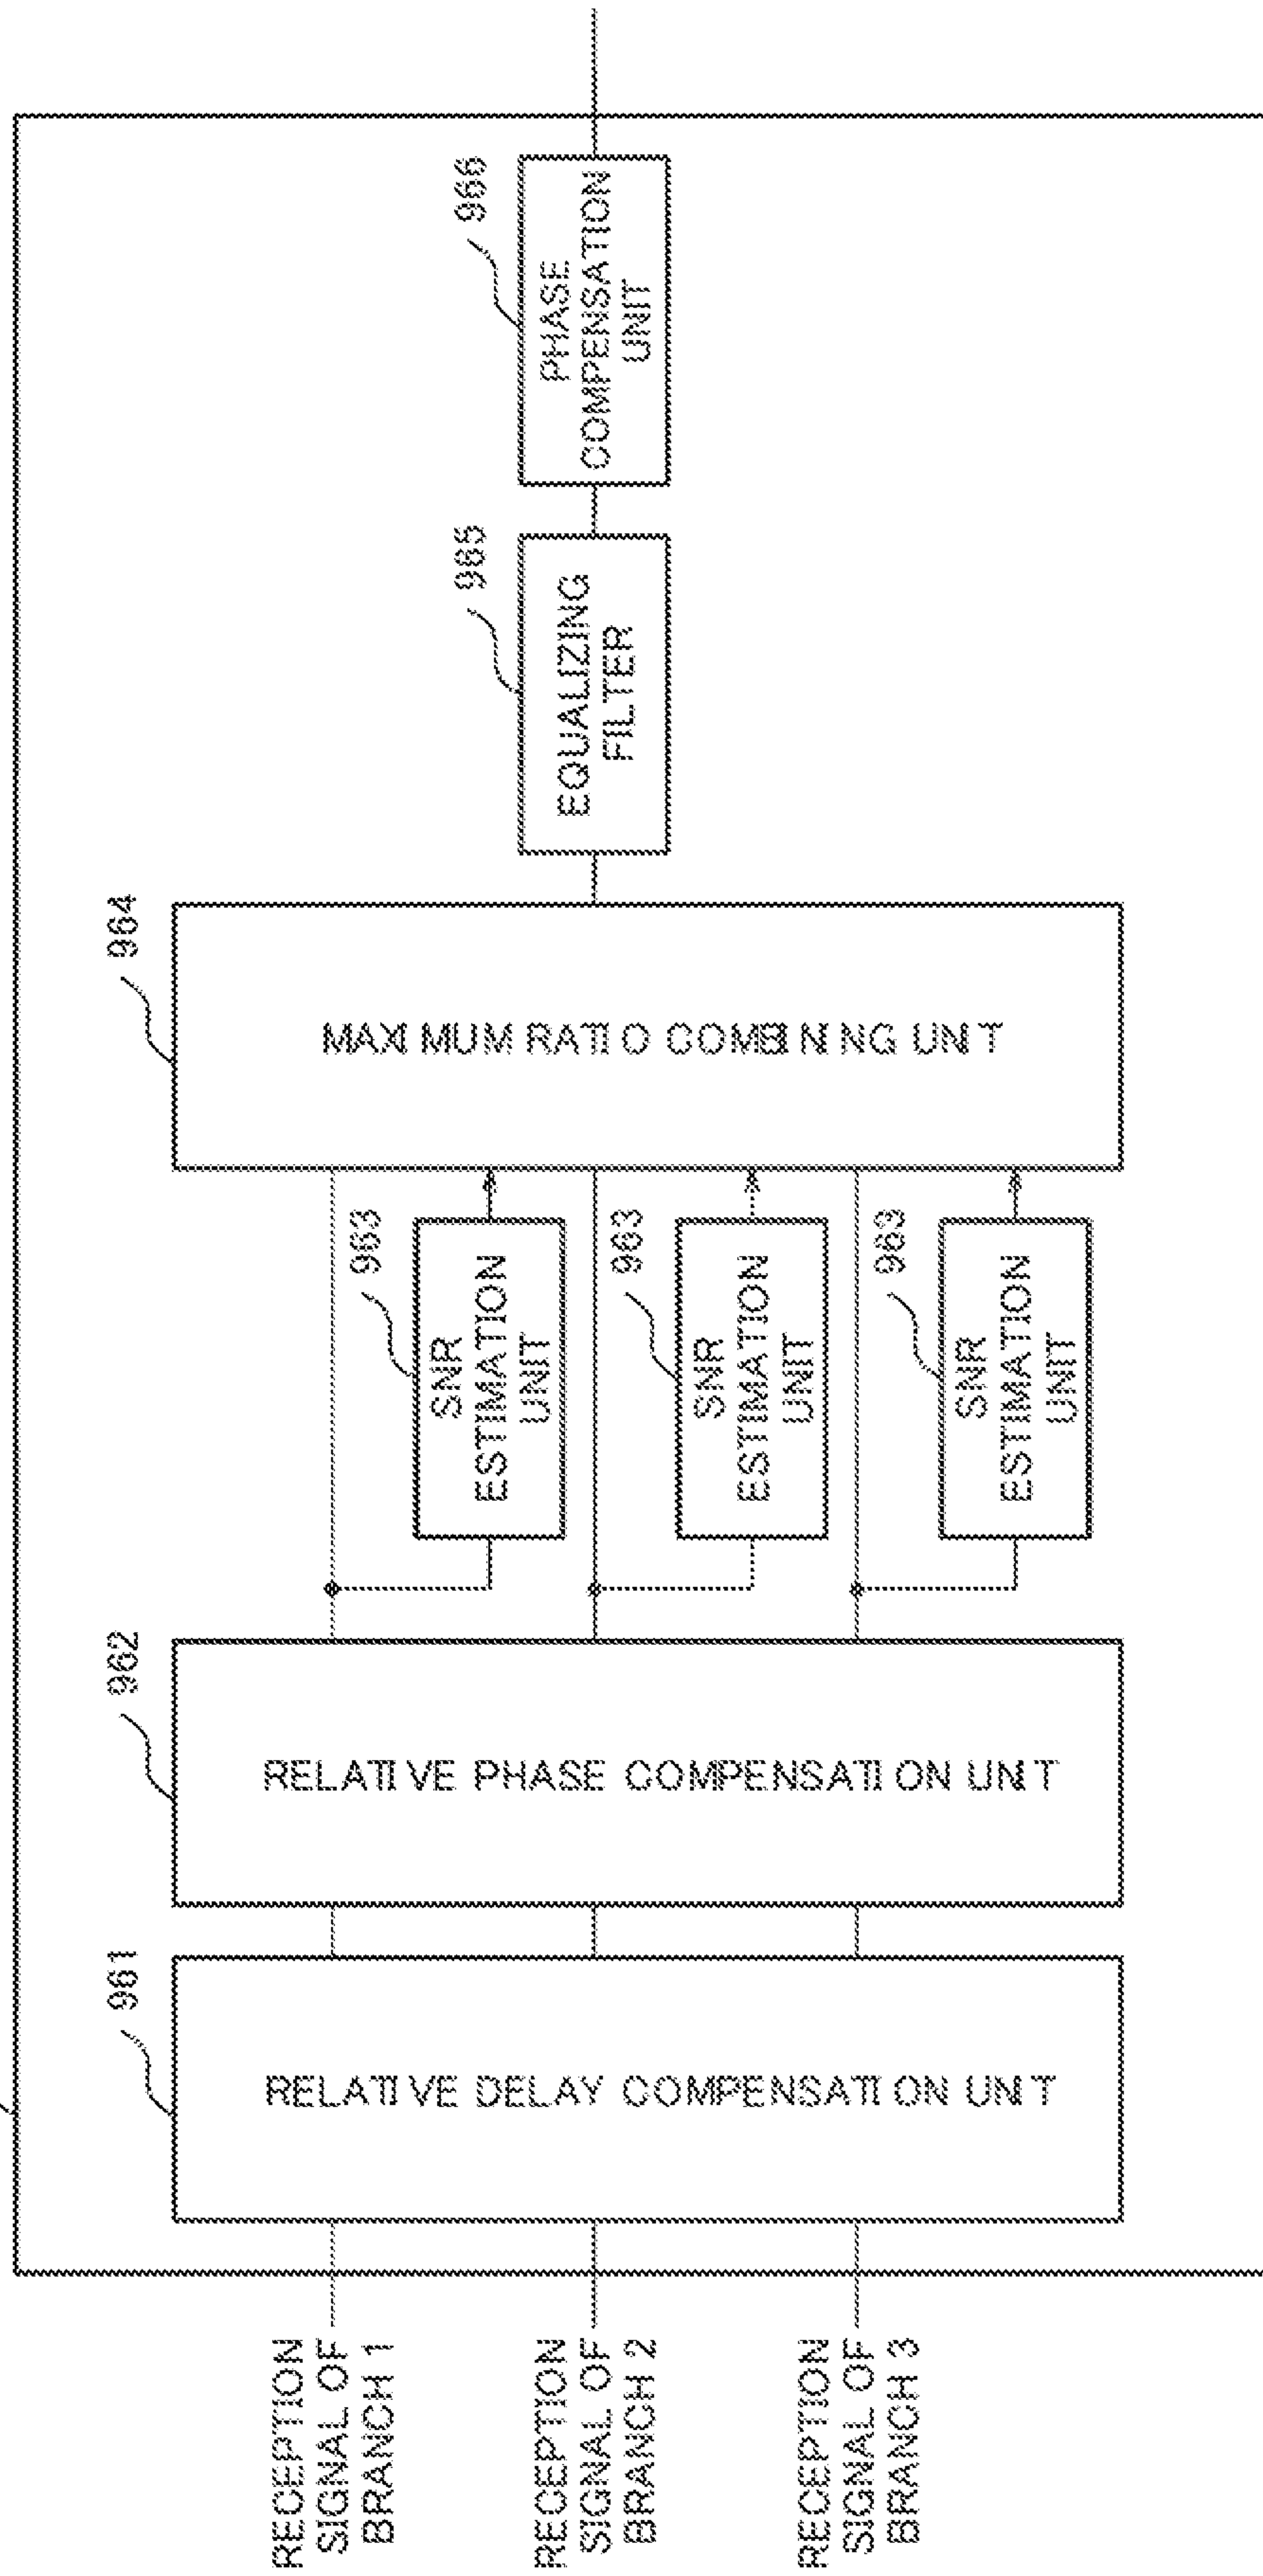 RECEPTION
SIGNAL OF
BRANCH 1
RECEPTION
SIGNAL OF
BRANCH 2
RECEPTION
SIGNAL OF
BRANCH 3
961
RELATIVE DELAY COMPENSATION UNIT
962
RELATIVE PHASE COMPENSATION UNIT
963
SNR
ESTIMATION
UNIT
963
SNR
ESTIMATION
UNIT
963
SNR
ESTIMATION
UNIT
964
MAXIMUM RATIO COMBINING UNIT
965
EQUALIZING
FILTER
966
PHASE
COMPENSATION
UNIT